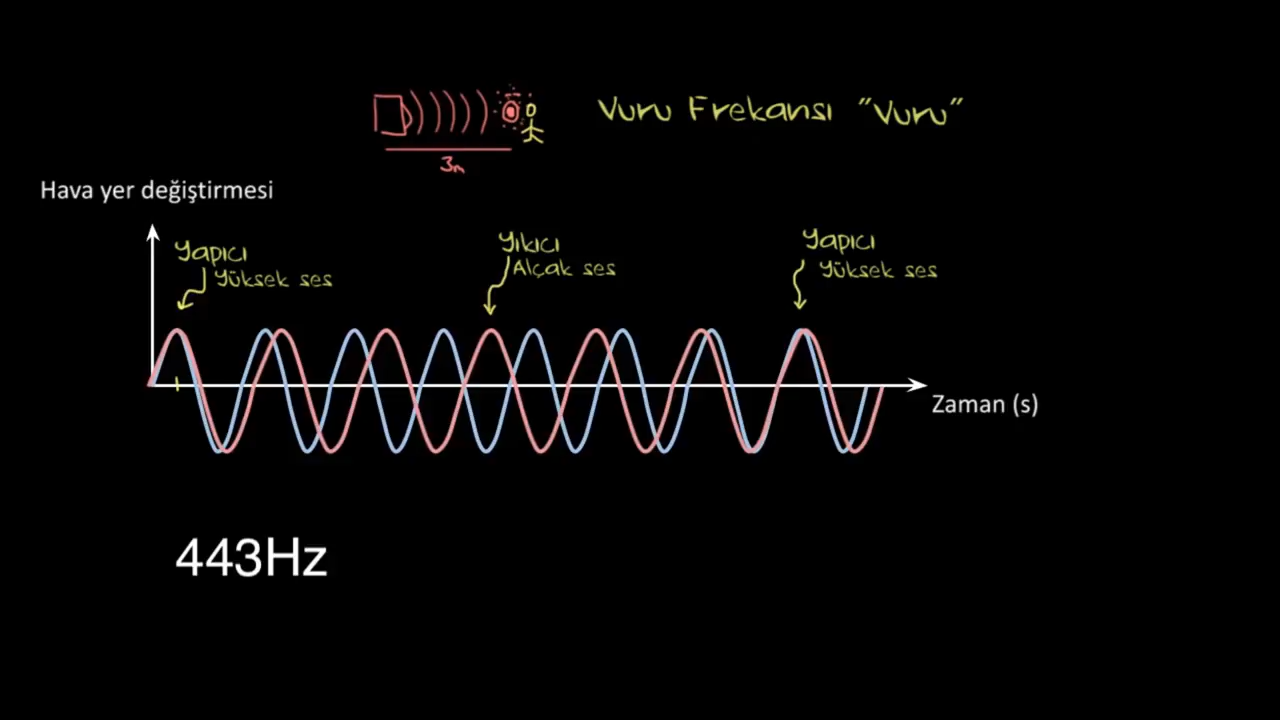 Vuru Frekansı "Vuru"
3m
Hava yer değiştirmesi
Yapıcı
Yüksek ses
Yıkıcı
Alçak ses
Yapıcı
Yüksek ses
Zaman (s)
443Hz